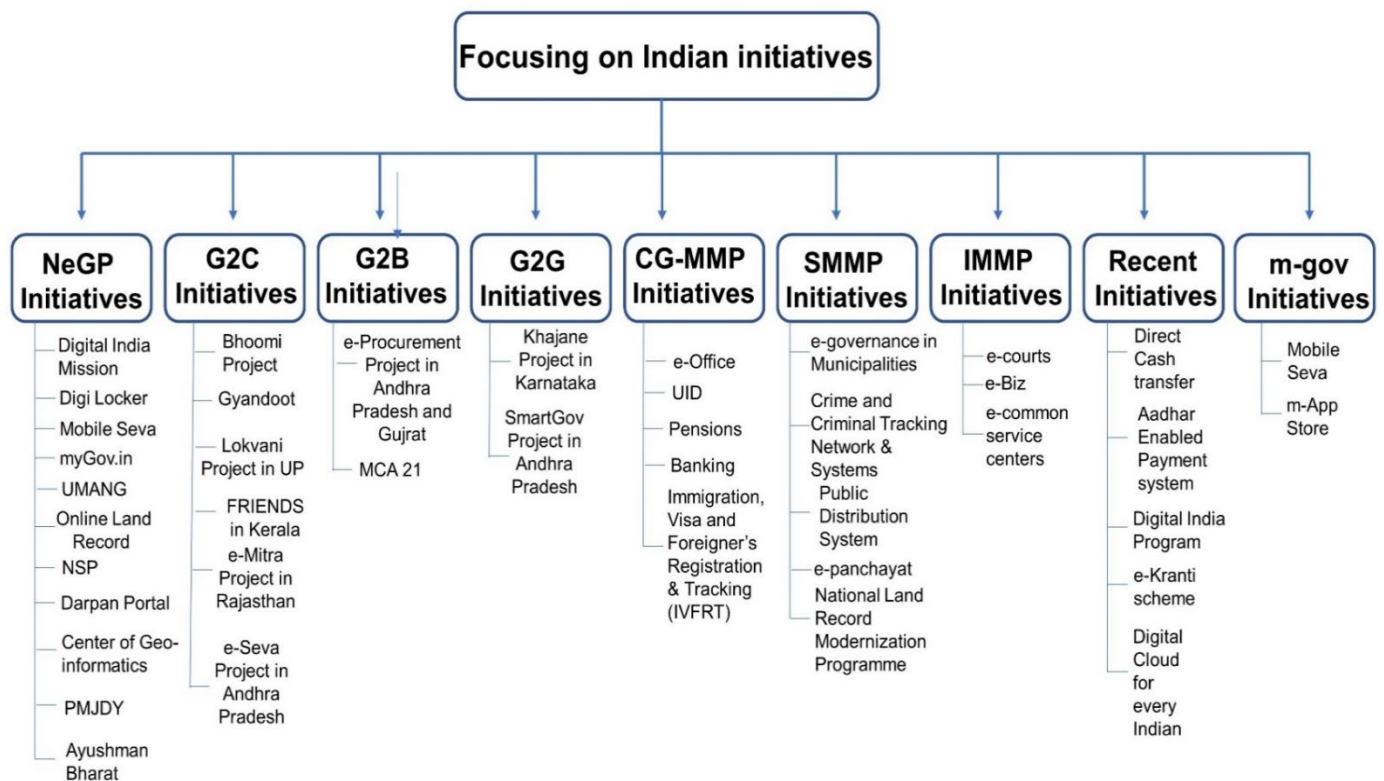 Focusing on Indian initiatives
NeGP
Initiatives
Digital India
Mission
Digi Locker
Mobile Seva
myGov.in
UMANG
Online Land
Record
NSP
Darpan Portal
Center of Geo-
informatics
PMJDY
Ayushman
Bharat
G2C
Initiatives
Bhoomi
Project
Gyandoot
Lokvani
Project in UP
FRIENDS
in Kerala
e-Mitra
Project in
Rajasthan
e-Seva
Project in
Andhra
Pradesh
G2B
Initiatives
e-Procurement
Project in
Andhra
Pradesh and
Gujrat
MCA 21
G2G
Initiatives
Khajane
Project in
Karnataka
SmartGov
Project in
Andhra
Pradesh
CG-MMP
Initiatives
e-Office
UID
Pensions
Banking
Immigration,
Visa and
Foreigner’s
Registration
& Tracking
(IVFRT)
SMMP
Initiatives
e-governance in
Municipalities
Crime and
Criminal Tracking
Network &
Systems
Public
Distribution
System
e-panchayat
National Land
Record
Modernization
Programme
IMMP
Initiatives
e-courts
e-Biz
e-common
service
centers
Recent
Initiatives
Direct
Cash
transfer
Aadhar
Enabled
Payment
system
Digital India
Program
e-Kranti
scheme
Digital
Cloud
for
every
Indian
m-gov
Initiatives
Mobile
Seva
m-App
Store